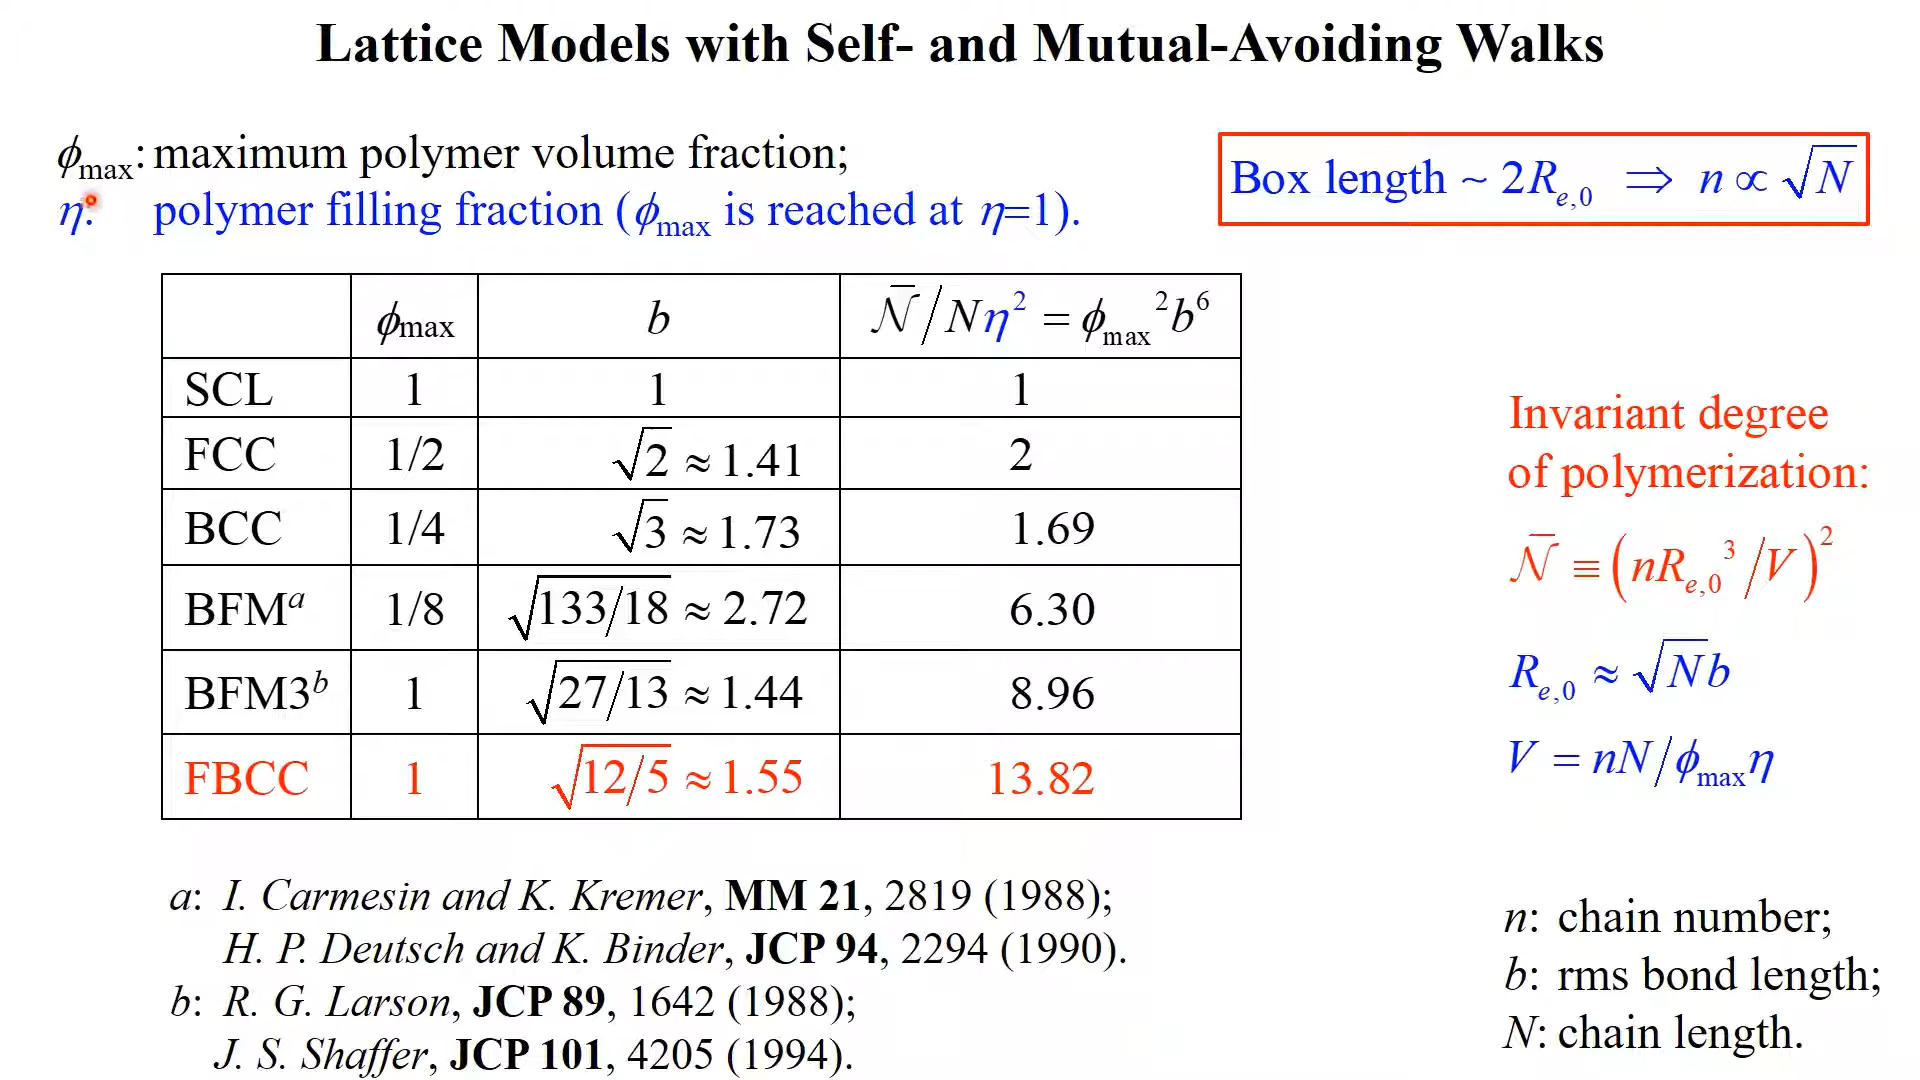 Lattice Models with Self- and Mutual-Avoiding Walks
ϕmax: maximum polymer volume fraction;
η: polymer filling fraction (ϕmax is reached at η=1).
Box length ~ 2Re,0 ⇒ n ∝ √N
ϕmax b 𝒩̄/Nη² = ϕmax²b⁶
SCL 1 1 1
FCC 1/2 √2 ≈ 1.41 2
BCC 1/4 √3 ≈ 1.73 1.69
BFMᵃ 1/8 √(133/18) ≈ 2.72 6.30
BFM3ᵇ 1 √(27/13) ≈ 1.44 8.96
FBCC 1 √(12/5) ≈ 1.55 13.82
Invariant degree
of polymerization:
𝒩̄ ≡ (nRe,0³/V)²
Re,0 ≈ √N b
V = nN/ϕmaxη
a: I. Carmesin and K. Kremer, MM 21, 2819 (1988);
H. P. Deutsch and K. Binder, JCP 94, 2294 (1990).
b: R. G. Larson, JCP 89, 1642 (1988);
J. S. Shaffer, JCP 101, 4205 (1994).
n: chain number;
b: rms bond length;
N: chain length.